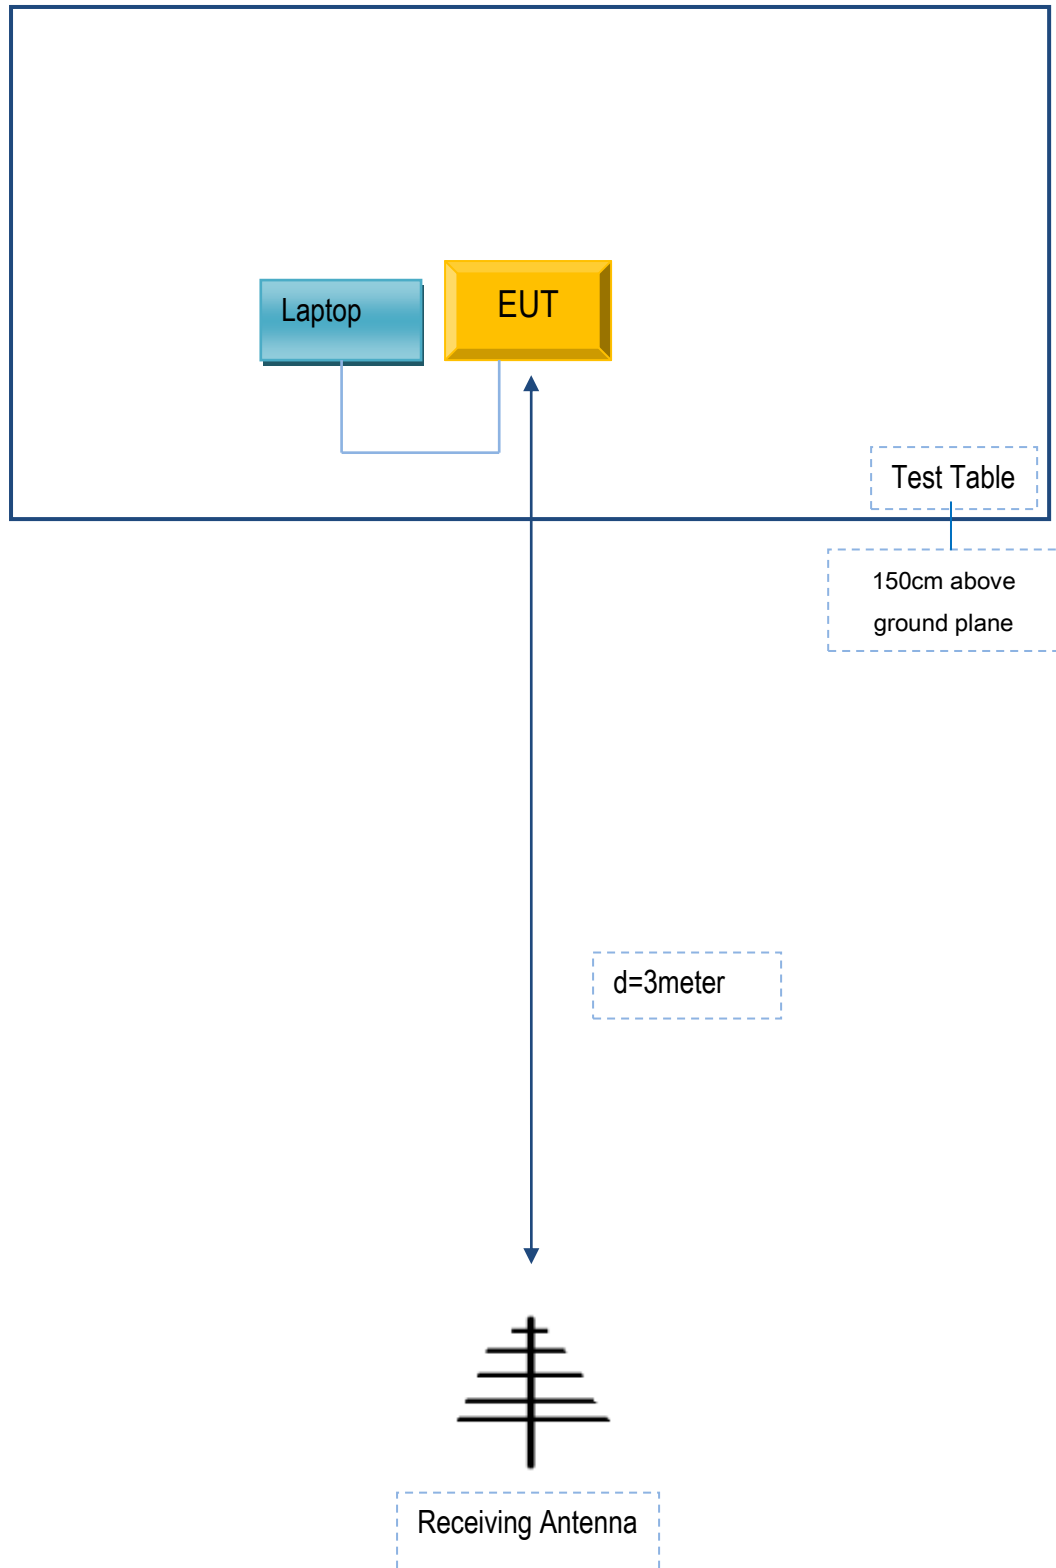 Laptop
EUT
Test Table
150cm above
ground plane
d=3meter
Receiving Antenna